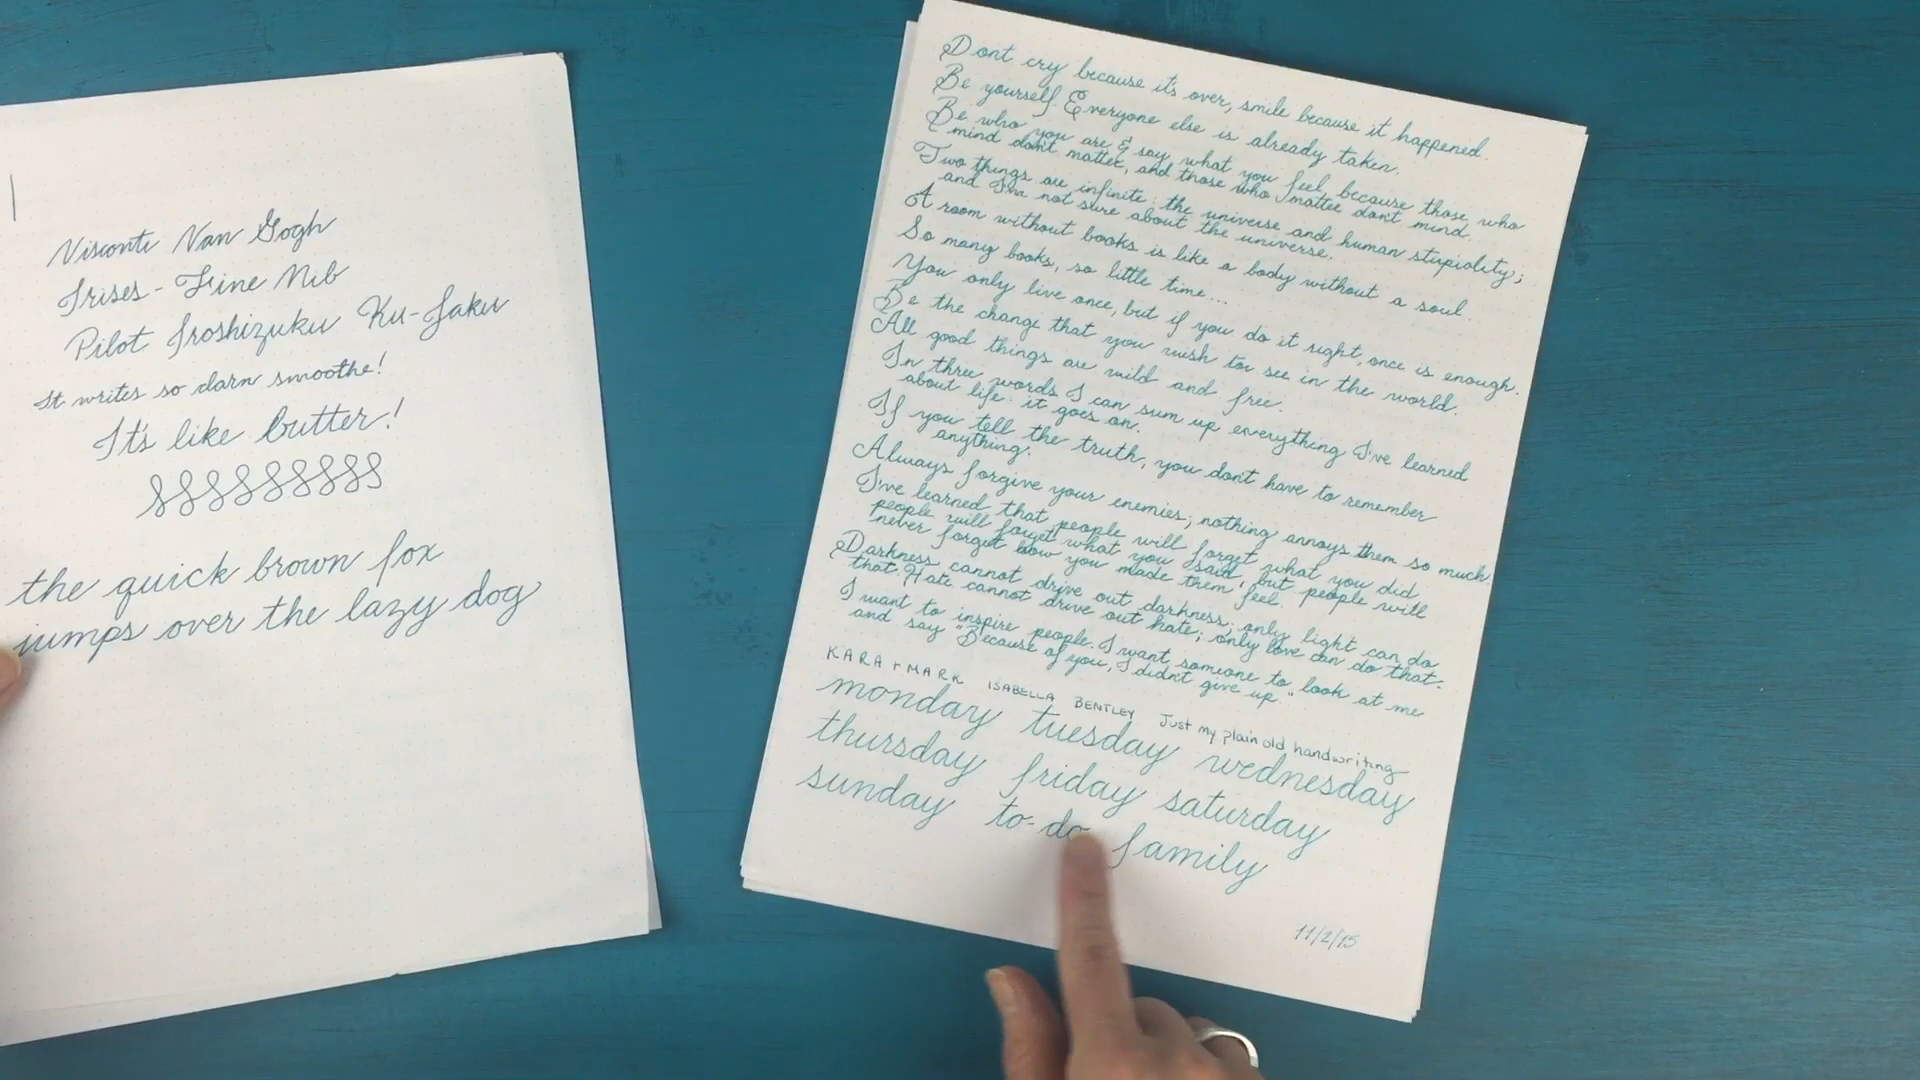 Visconti Van Gogh
Irises - Fine Nib
Pilot Iroshizuku Ku-Jaku
It writes so darn smoothe!
It's like butter!
the quick brown fox
jumps over the lazy dog
Dont cry because it's over, smile because it happened.
Be yourself. Everyone else is already taken.
Be who you are & say what you feel, because those who
mind don't matter, and those who matter don't mind.
Two things are infinite: the universe and human stupidity;
and I'm not sure about the universe.
A room without books is like a body without a soul.
So many books, so little time...
You only live once, but if you do it right, once is enough.
Be the change that you wish to see in the world.
All good things are wild and free.
In three words I can sum up everything I've learned
about life: it goes on.
If you tell the truth, you don't have to remember
anything.
Always forgive your enemies; nothing annoys them so much.
I've learned that people will forget what you did
people will forget what you said, but people will
never forget how you made them feel.
Darkness cannot drive out darkness; only light can do
that. Hate cannot drive out hate; only love can do that.
I want to inspire people. I want someone to look at me
and say "Because of you, I didn't give up."
KARA + MARK ISABELLA BENTLEY Just my plain old handwriting
monday tuesday wednesday
thursday friday saturday
sunday to-do family
11/2/15